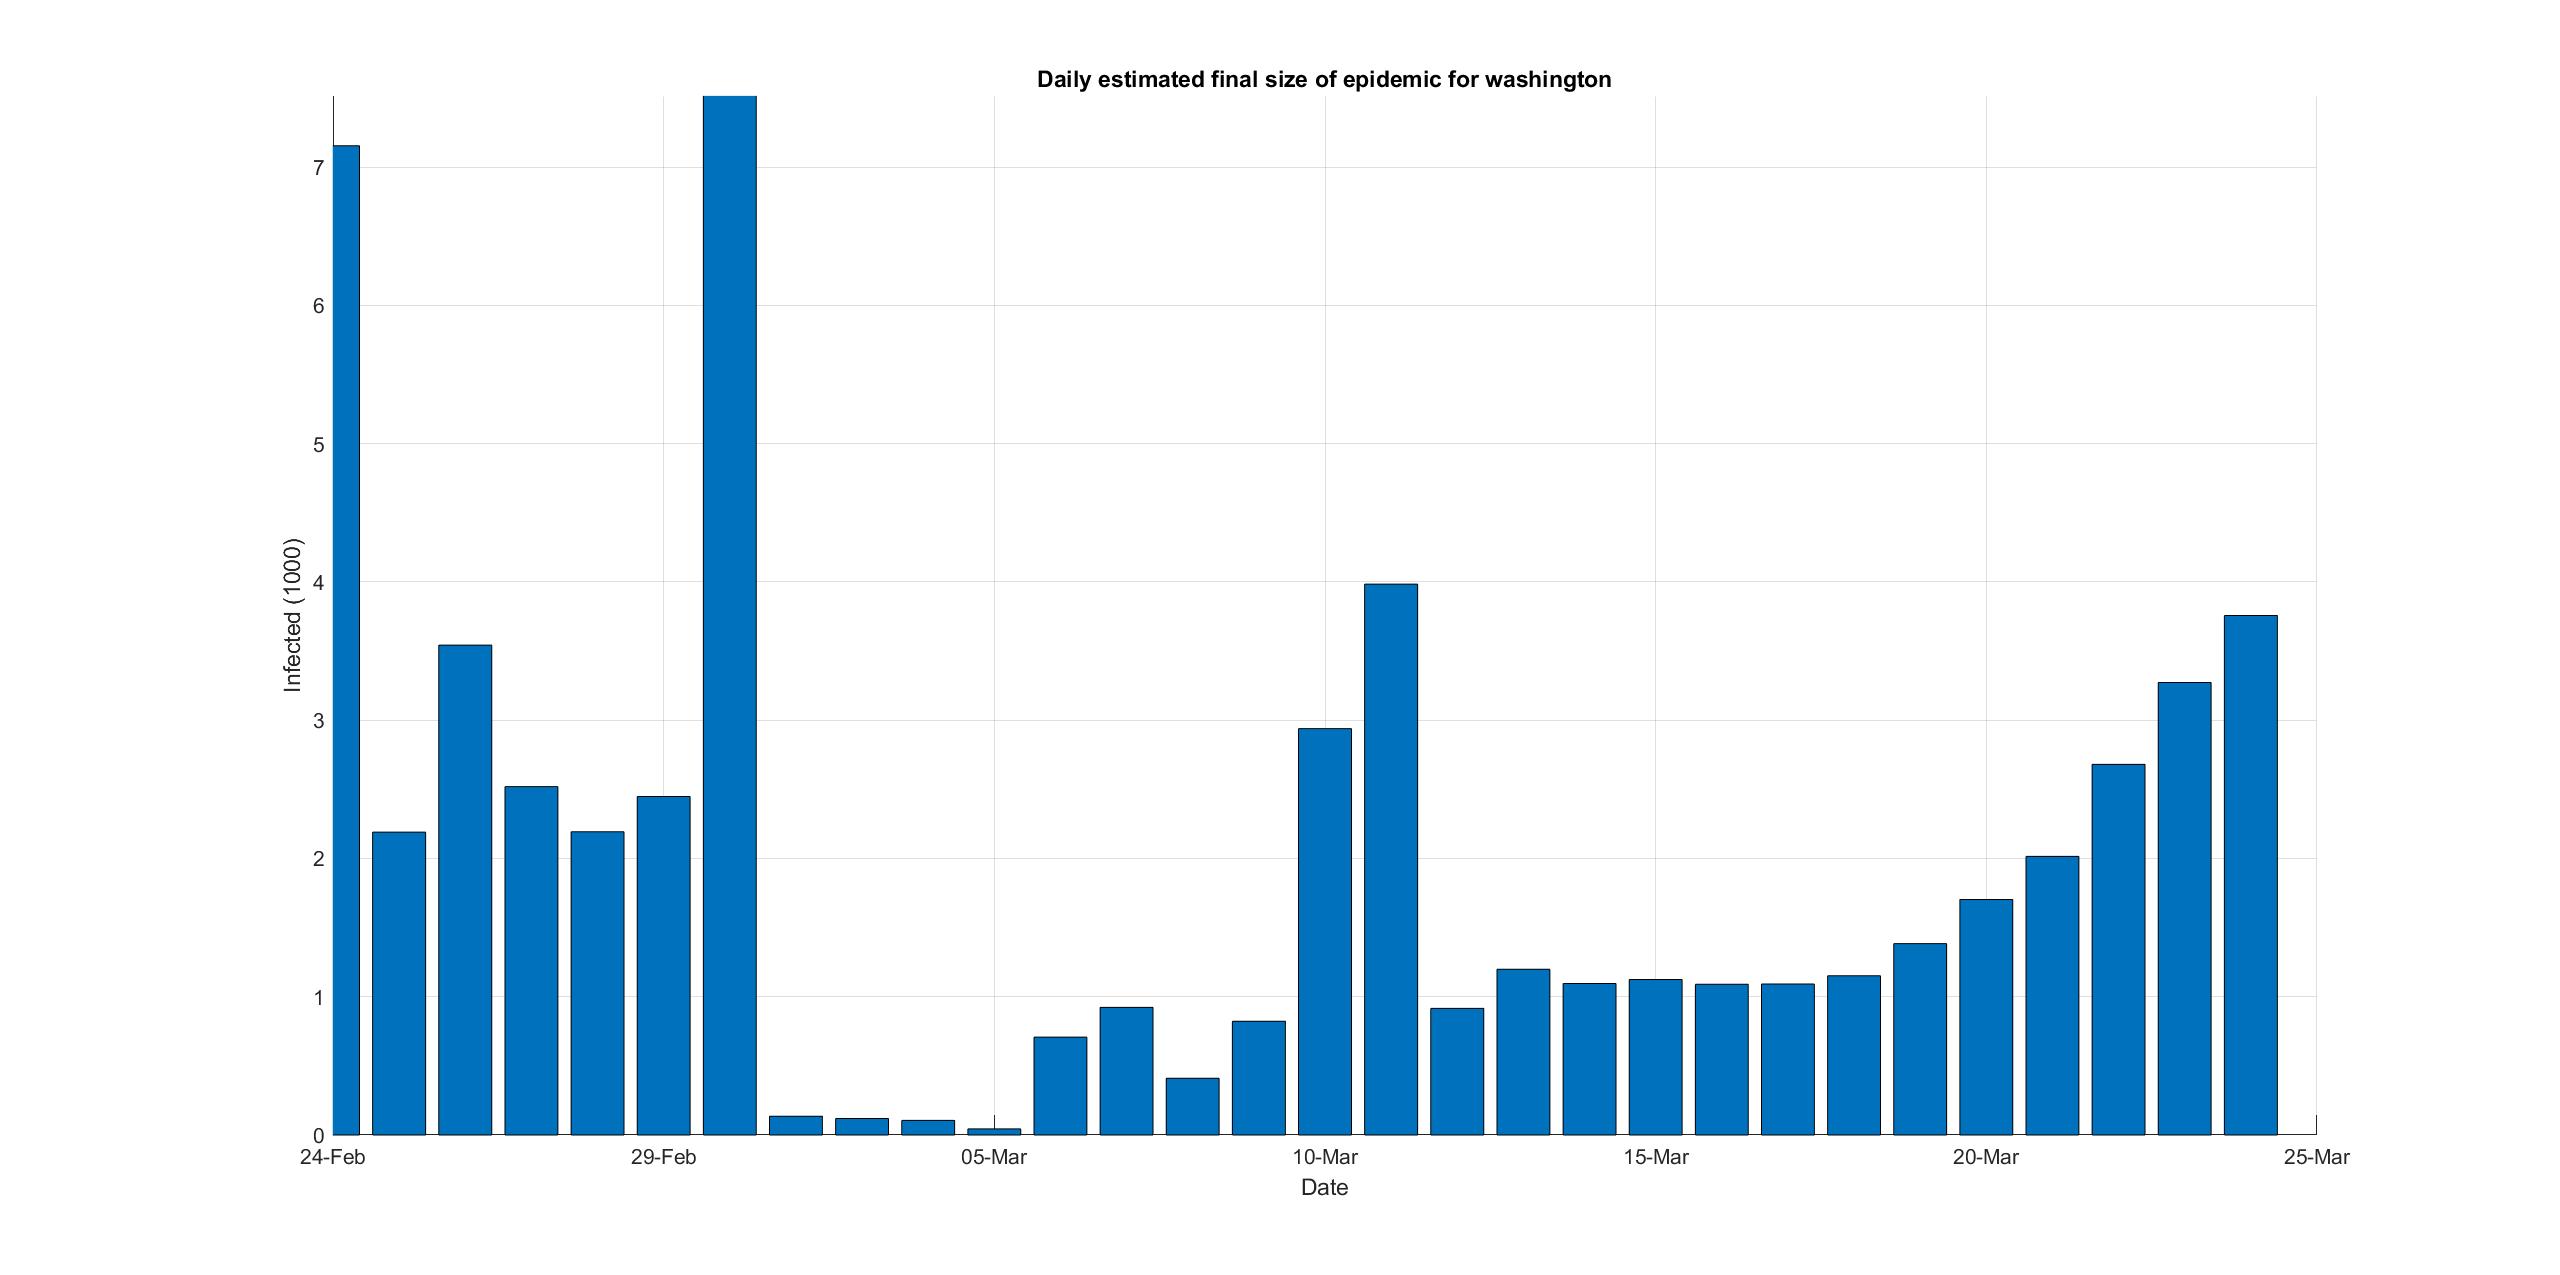 Daily estimated final size of epidemic for washington
7
6
5
4
3
2
1
0
Infected (1000)
24-Feb 29-Feb 05-Mar 10-Mar 15-Mar 20-Mar 25-Mar
Date